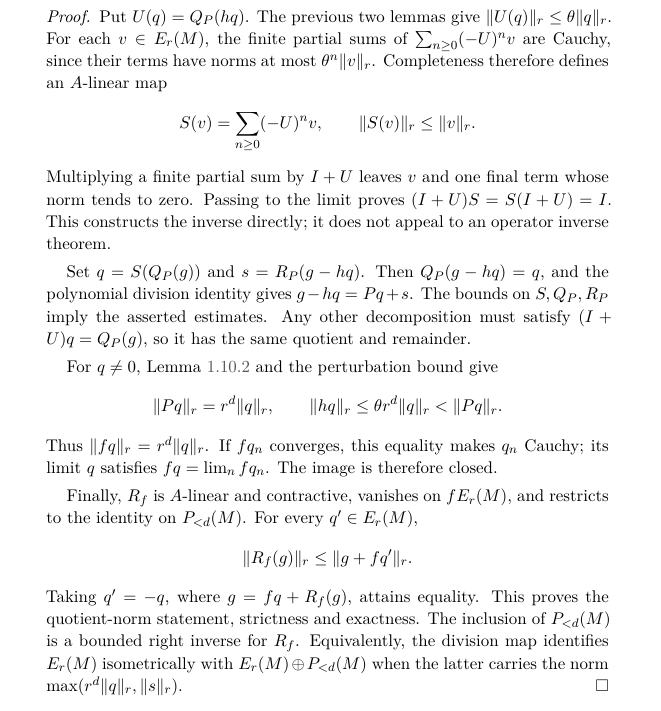 Proof. Put U(q) = Q_P(hq). The previous two lemmas give ‖U(q)‖_r ≤ θ‖q‖_r.
For each v ∈ E_r(M), the finite partial sums of ∑_{n≥0}(−U)^n v are Cauchy,
since their terms have norms at most θ^n‖v‖_r. Completeness therefore defines
an A-linear map
S(v) = ∑_{n≥0}(−U)^n v, ‖S(v)‖_r ≤ ‖v‖_r.
Multiplying a finite partial sum by I + U leaves v and one final term whose
norm tends to zero. Passing to the limit proves (I + U)S = S(I + U) = I.
This constructs the inverse directly; it does not appeal to an operator inverse
theorem.
Set q = S(Q_P(g)) and s = R_P(g − hq). Then Q_P(g − hq) = q, and the
polynomial division identity gives g − hq = Pq + s. The bounds on S, Q_P, R_P
imply the asserted estimates. Any other decomposition must satisfy (I +
U)q = Q_P(g), so it has the same quotient and remainder.
For q ≠ 0, Lemma 1.10.2 and the perturbation bound give
‖Pq‖_r = r^d‖q‖_r, ‖hq‖_r ≤ θr^d‖q‖_r < ‖Pq‖_r.
Thus ‖fq‖_r = r^d‖q‖_r. If fq_n converges, this equality makes q_n Cauchy; its
limit q satisfies fq = lim_n fq_n. The image is therefore closed.
Finally, R_f is A-linear and contractive, vanishes on fE_r(M), and restricts
to the identity on P_{<d}(M). For every q′ ∈ E_r(M),
‖R_f(g)‖_r ≤ ‖g + fq′‖_r.
Taking q′ = −q, where g = fq + R_f(g), attains equality. This proves the
quotient-norm statement, strictness and exactness. The inclusion of P_{<d}(M)
is a bounded right inverse for R_f. Equivalently, the division map identifies
E_r(M) isometrically with E_r(M) ⊕ P_{<d}(M) when the latter carries the norm
max(r^d‖q‖_r, ‖s‖_r). □